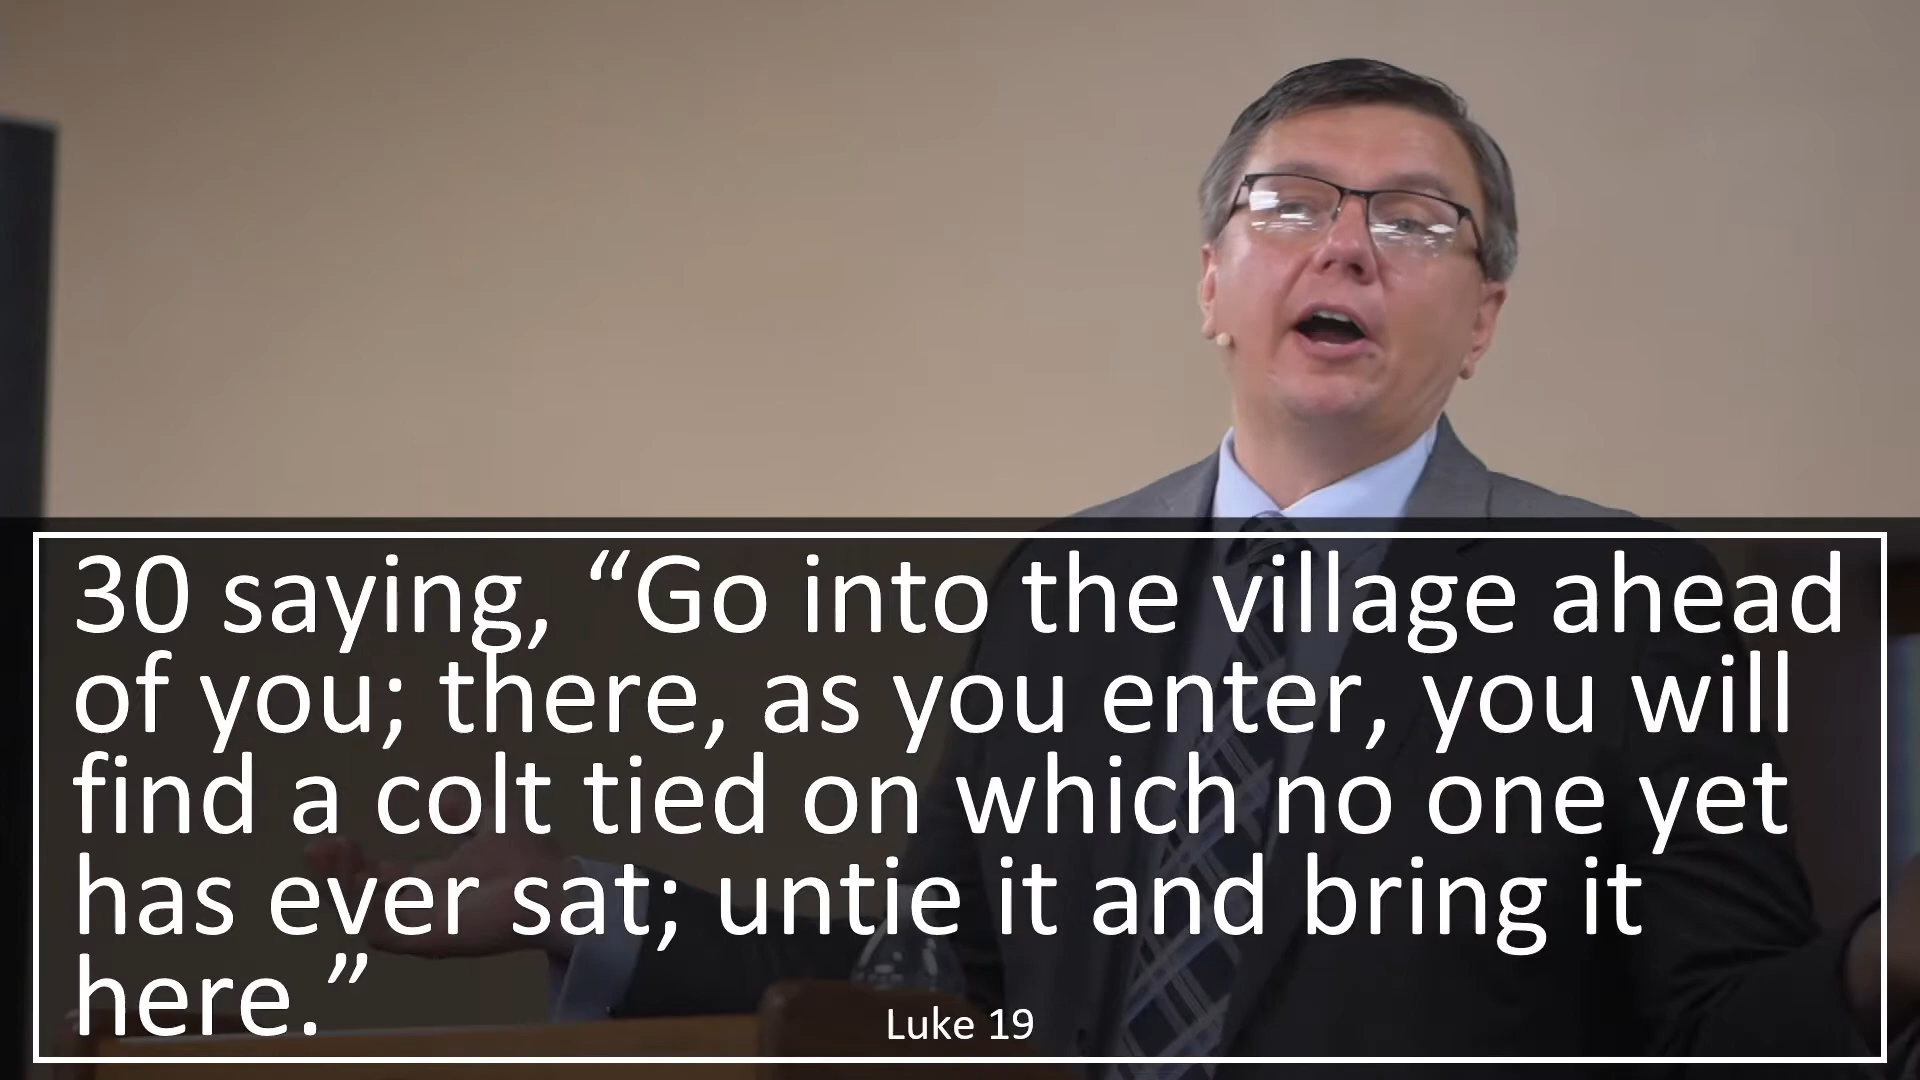 30 saying, “Go into the village ahead
of you; there, as you enter, you will
find a colt tied on which no one yet
has ever sat; untie it and bring it
here.”
Luke 19